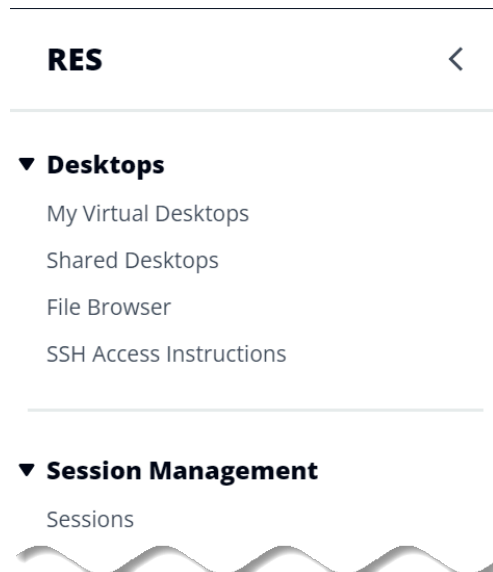 RES
Desktops
My Virtual Desktops
Shared Desktops
File Browser
SSH Access Instructions
Session Management
Sessions